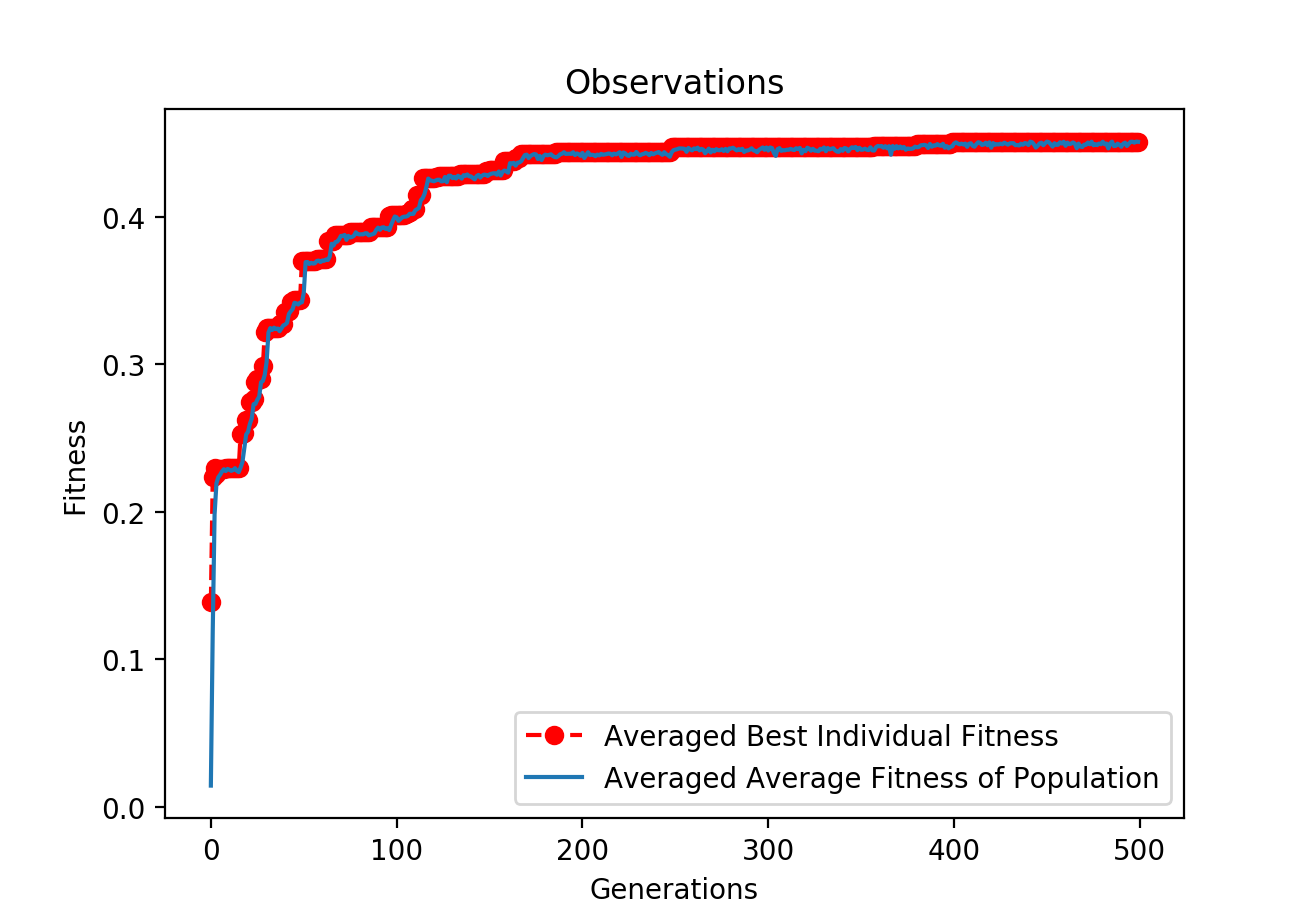 Observations
Fitness
0.4
0.3
0.2
0.1
0.0
Averaged Best Individual Fitness
Averaged Average Fitness of Population
0 100 200 300 400 500
Generations